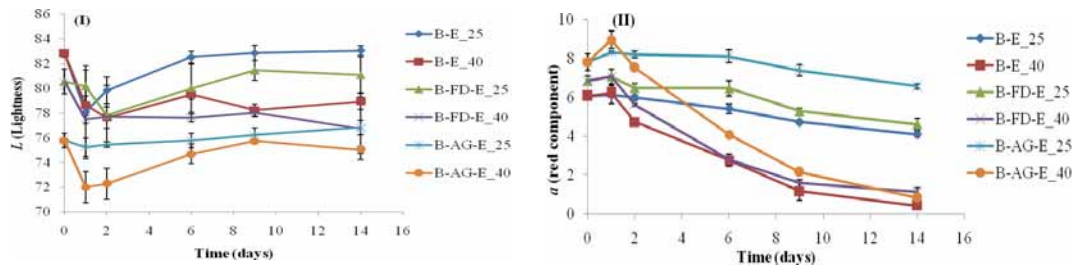 (I)
86
84
82
80
78
76
74
72
70
L (Lightness)
0 2 4 6 8 10 12 14 16
Time (days)
B-E_25
B-E_40
B-FD-E_25
B-FD-E_40
B-AG-E_25
B-AG-E_40
(II)
10
8
6
4
2
0
a (red component)
0 2 4 6 8 10 12 14 16
Time (days)
B-E_25
B-E_40
B-FD-E_25
B-FD-E_40
B-AG-E_25
B-AG-E_40